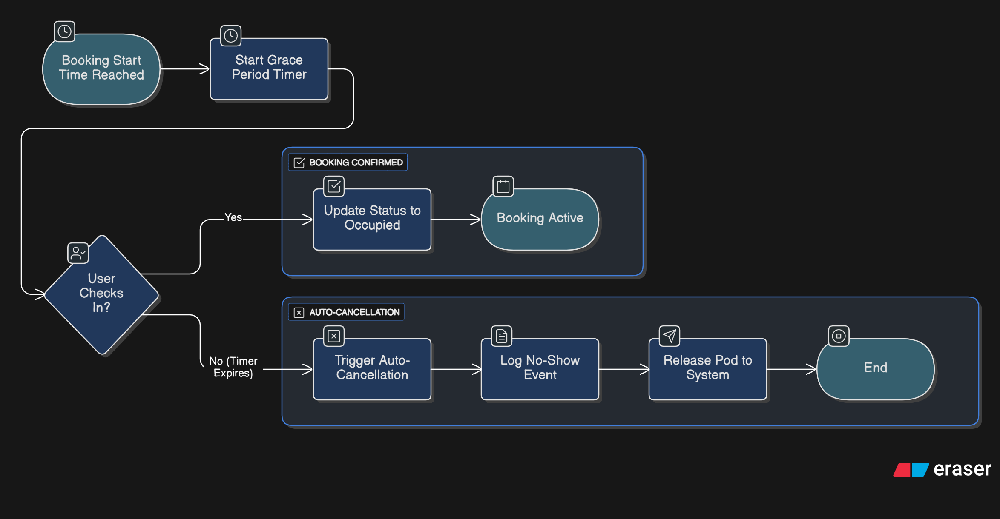 Booking Start
Time Reached
Start Grace
Period Timer
BOOKING CONFIRMED
Update Status to
Occupied
Booking Active
Yes
User
Checks
In?
No (Timer
Expires)
AUTO-CANCELLATION
Trigger Auto-
Cancellation
Log No-Show
Event
Release Pod to
System
End
eraser